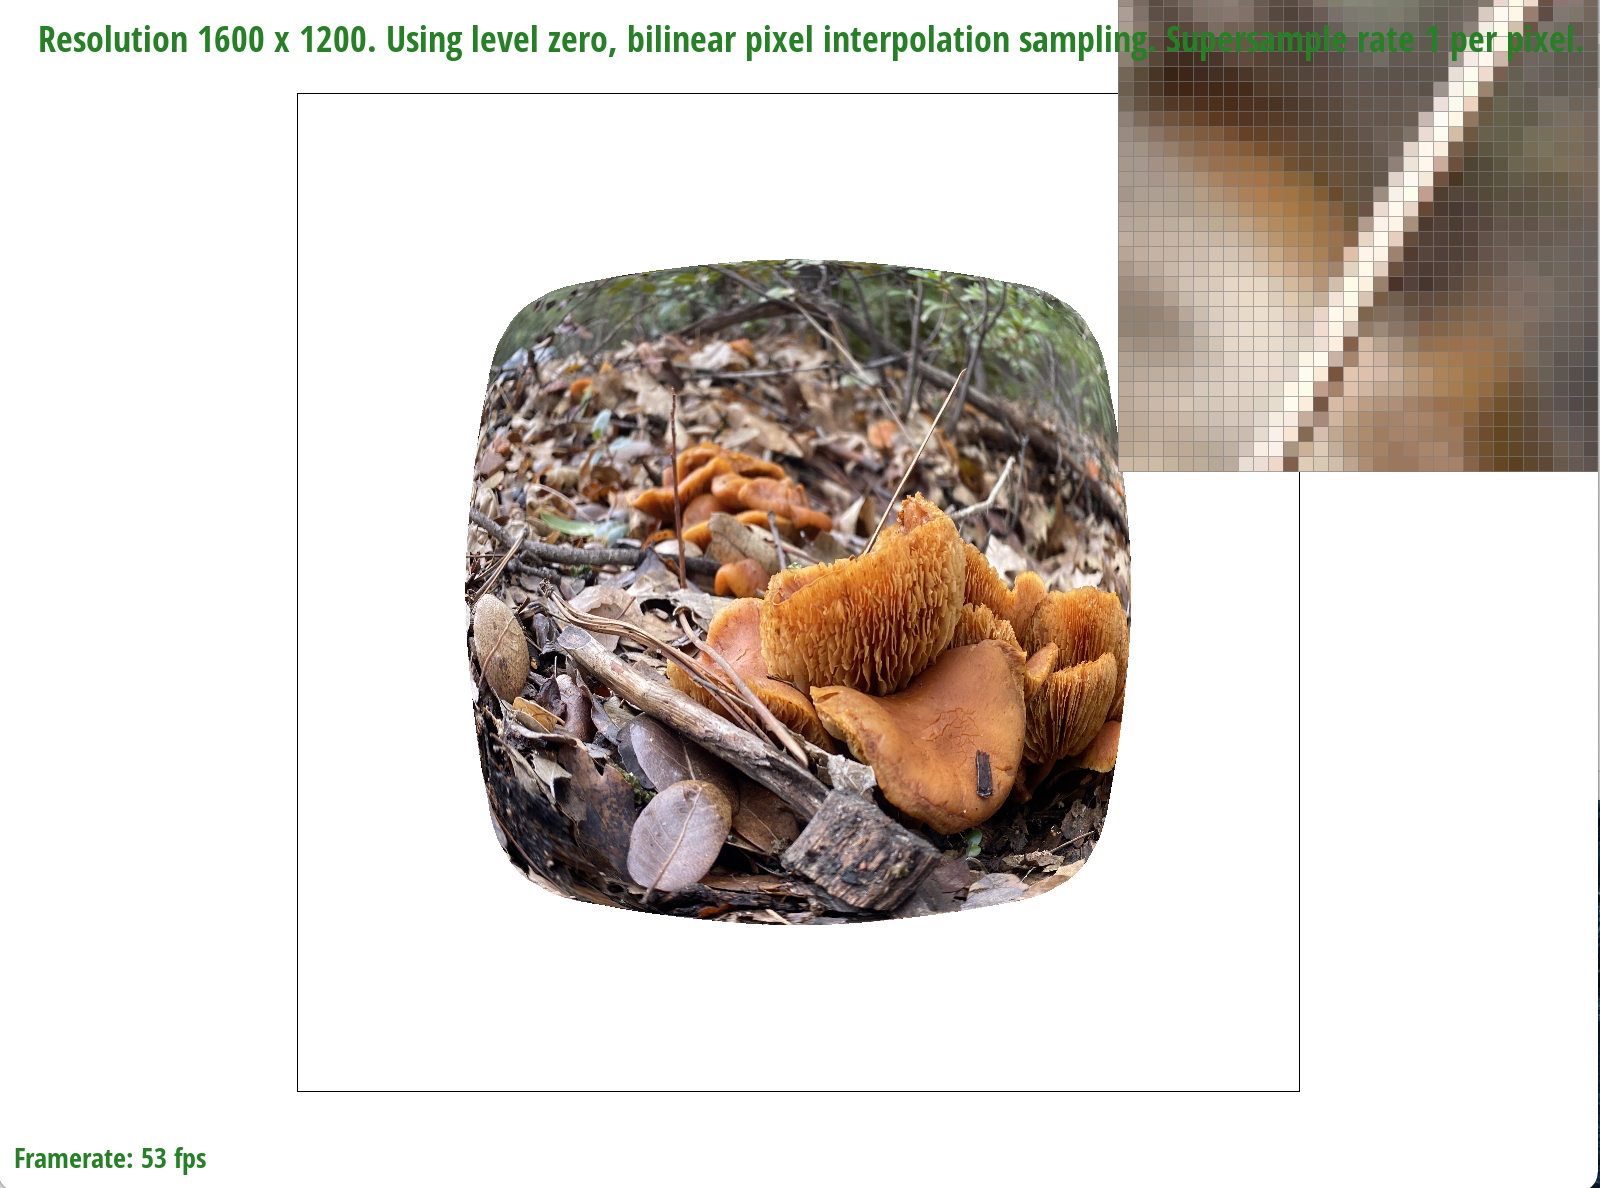 Resolution 1600 x 1200. Using level zero, bilinear pixel interpolation sampling. Supersample rate 1 per pixel.
Framerate: 53 fps